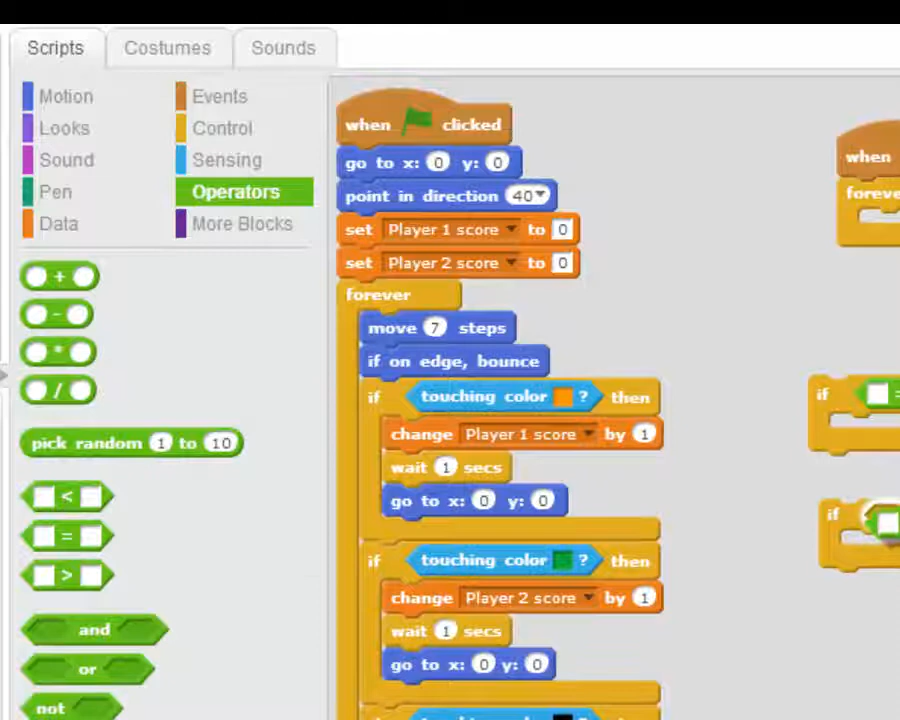 Scripts Costumes Sounds
Motion Events
Looks Control
Sound Sensing
Pen Operators
Data More Blocks
+
-
*
/
pick random 1 to 10
<
=
>
and
or
not
when clicked
go to x: 0 y: 0
point in direction 40
set Player 1 score to 0
set Player 2 score to 0
forever
move 7 steps
if on edge, bounce
if touching color ? then
change Player 1 score by 1
wait 1 secs
go to x: 0 y: 0
if touching color ? then
change Player 2 score by 1
wait 1 secs
go to x: 0 y: 0
when
forever
if =
if